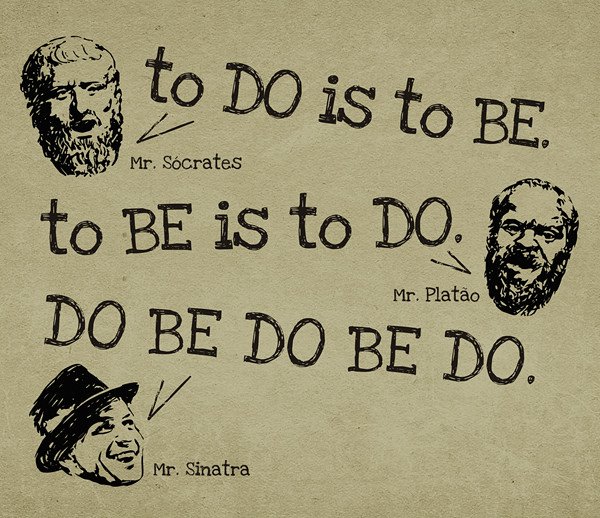 to DO is to BE.
Mr. Sócrates
to BE is to DO.
Mr. Platão
DO BE DO BE DO.
Mr. Sinatra